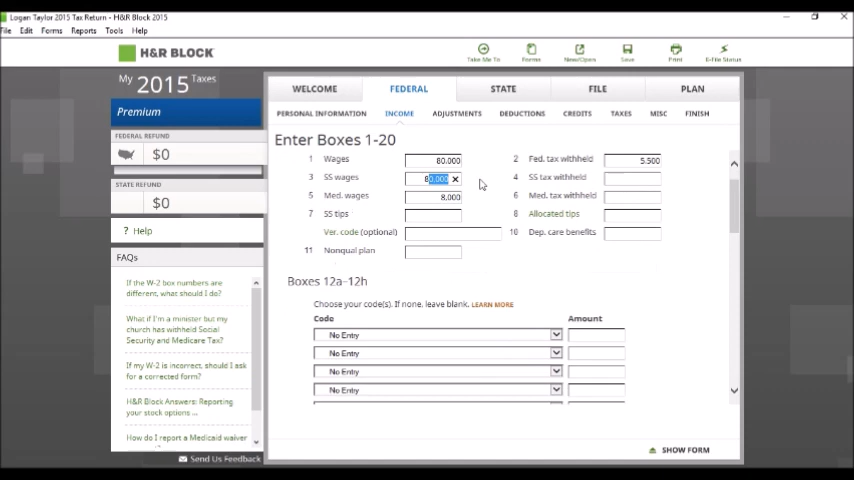 Logan Taylor 2015 Tax Return - H&R Block 2015
File Edit Forms Reports Tools Help
H&R BLOCK
Take Me To Forms New/Open Save Print E-File Status
My 2015 Taxes
Premium
FEDERAL REFUND
$0
STATE REFUND
$0
? Help
FAQs
If the W-2 box numbers are
different, what should I do?
What if I'm a minister but my
church has withheld Social
Security and Medicare Tax?
If my W-2 is incorrect, should I ask
for a corrected form?
H&R Block Answers: Reporting
your stock options ...
How do I report a Medicaid waiver
Send Us Feedback
WELCOME FEDERAL STATE FILE PLAN
PERSONAL INFORMATION INCOME ADJUSTMENTS DEDUCTIONS CREDITS TAXES MISC FINISH
Enter Boxes 1-20
1 Wages 80,000 2 Fed. tax withheld 5,500
3 SS wages 80,000 4 SS tax withheld
5 Med. wages 8,000 6 Med. tax withheld
7 SS tips 8 Allocated tips
Ver. code (optional) 10 Dep. care benefits
11 Nonqual plan
Boxes 12a-12h
Choose your code(s). If none, leave blank. LEARN MORE
Code Amount
No Entry
No Entry
No Entry
No Entry
SHOW FORM